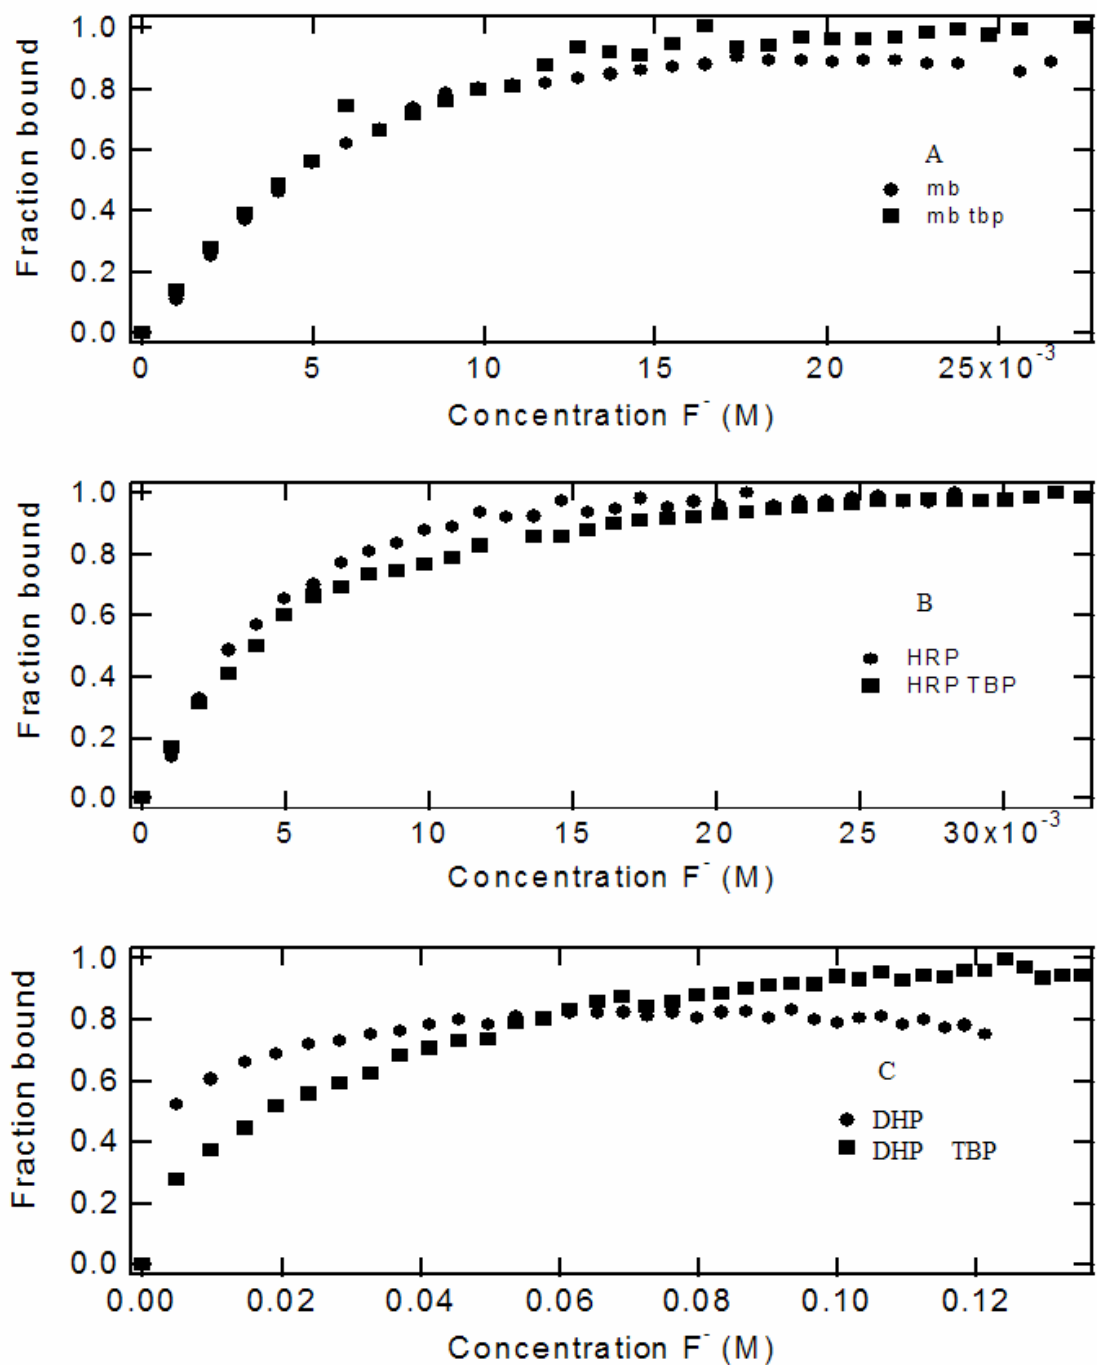 1.0
0.8
0.6
0.4
0.2
0.0
Fraction bound
A
mb
mb tbp
0 5 10 15 20 25x10⁻³
Concentration F⁻ (M)
1.0
0.8
0.6
0.4
0.2
0.0
Fraction bound
B
HRP
HRP TBP
0 5 10 15 20 25 30x10⁻³
Concentration F⁻ (M)
1.0
0.8
0.6
0.4
0.2
0.0
Fraction bound
C
DHP
DHP TBP
0.00 0.02 0.04 0.06 0.08 0.10 0.12
Concentration F⁻ (M)